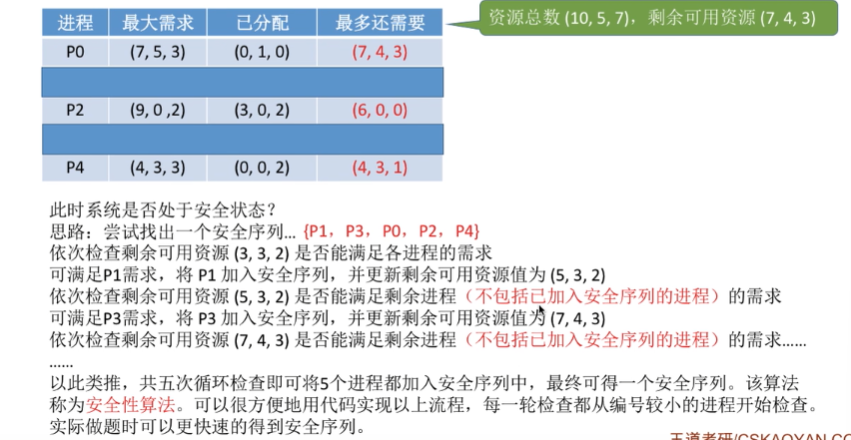 进程 最大需求 已分配 最多还需要
资源总数 (10, 5, 7)，剩余可用资源 (7, 4, 3)
P0 (7, 5, 3) (0, 1, 0) (7, 4, 3)
P2 (9, 0 ,2) (3, 0, 2) (6, 0, 0)
P4 (4, 3, 3) (0, 0, 2) (4, 3, 1)
此时系统是否处于安全状态？
思路：尝试找出一个安全序列... {P1，P3，P0，P2，P4}
依次检查剩余可用资源 (3, 3, 2) 是否能满足各进程的需求
可满足P1需求，将 P1 加入安全序列，并更新剩余可用资源值为 (5, 3, 2)
依次检查剩余可用资源 (5, 3, 2) 是否能满足剩余进程（不包括已加入安全序列的进程）的需求
可满足P3需求，将 P3 加入安全序列，并更新剩余可用资源值为 (7, 4, 3)
依次检查剩余可用资源 (7, 4, 3) 是否能满足剩余进程（不包括已加入安全序列的进程）的需求......
......
以此类推，共五次循环检查即可将5个进程都加入安全序列中，最终可得一个安全序列。该算法
称为安全性算法。可以很方便地用代码实现以上流程，每一轮检查都从编号较小的进程开始检查。
实际做题时可以更快速的得到安全序列。